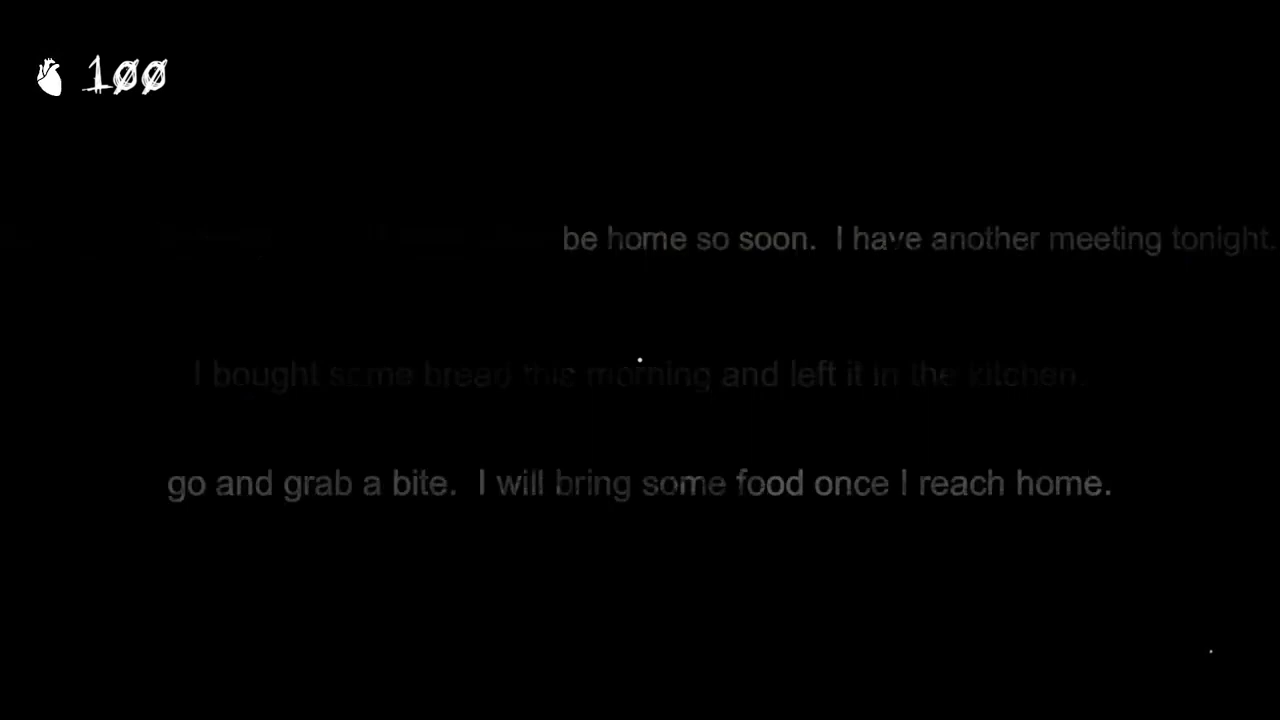 100
be home so soon.  I have another meeting tonight.
I bought some bread this morning and left it in the kitchen.
go and grab a bite.  I will bring some food once I reach home.